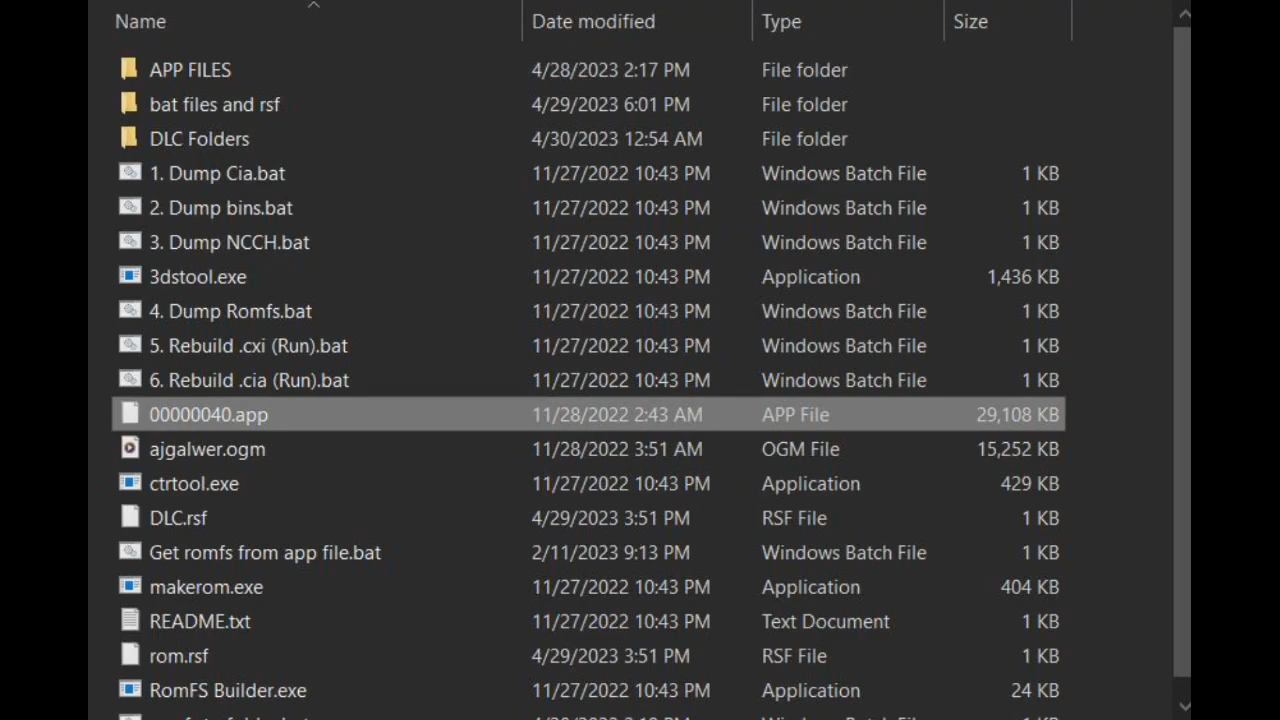 Name Date modified Type Size
APP FILES 4/28/2023 2:17 PM File folder
bat files and rsf 4/29/2023 6:01 PM File folder
DLC Folders 4/30/2023 12:54 AM File folder
1. Dump Cia.bat 11/27/2022 10:43 PM Windows Batch File 1 KB
2. Dump bins.bat 11/27/2022 10:43 PM Windows Batch File 1 KB
3. Dump NCCH.bat 11/27/2022 10:43 PM Windows Batch File 1 KB
3dstool.exe 11/27/2022 10:43 PM Application 1,436 KB
4. Dump Romfs.bat 11/27/2022 10:43 PM Windows Batch File 1 KB
5. Rebuild .cxi (Run).bat 11/27/2022 10:43 PM Windows Batch File 1 KB
6. Rebuild .cia (Run).bat 11/27/2022 10:43 PM Windows Batch File 1 KB
00000040.app 11/28/2022 2:43 AM APP File 29,108 KB
ajgalwer.ogm 11/28/2022 3:51 AM OGM File 15,252 KB
ctrtool.exe 11/27/2022 10:43 PM Application 429 KB
DLC.rsf 4/29/2023 3:51 PM RSF File 1 KB
Get romfs from app file.bat 2/11/2023 9:13 PM Windows Batch File 1 KB
makerom.exe 11/27/2022 10:43 PM Application 404 KB
README.txt 11/27/2022 10:43 PM Text Document 1 KB
rom.rsf 4/29/2023 3:51 PM RSF File 1 KB
RomFS Builder.exe 11/27/2022 10:43 PM Application 24 KB